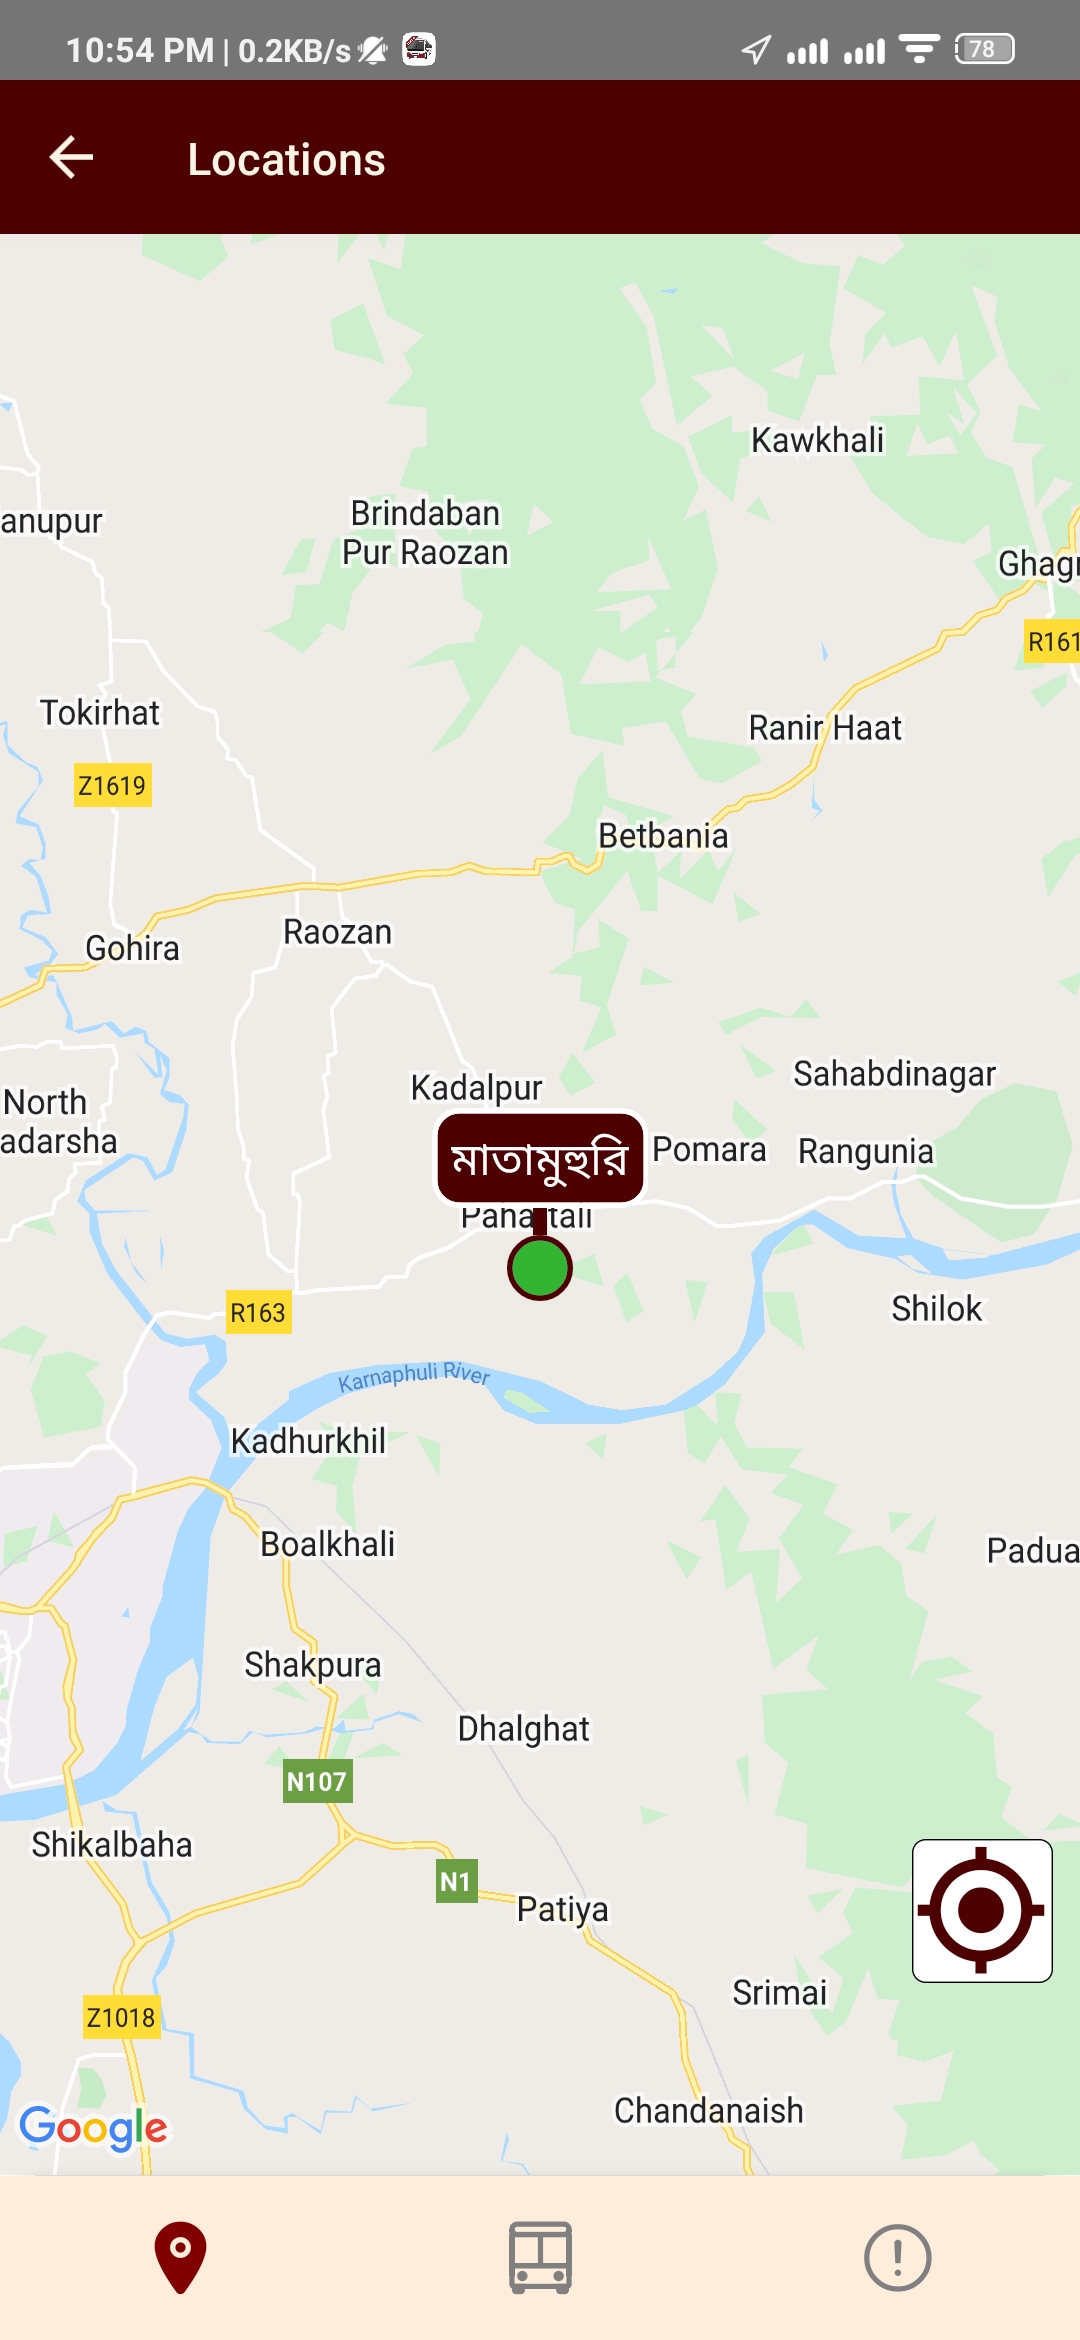 10:54 PM | 0.2KB/s
78
Locations
Kawkhali
Brindaban
Pur Raozan
anupur
Ghagr
R161
Tokirhat
Ranir Haat
Z1619
Betbania
Raozan
Gohira
Sahabdinagar
Kadalpur
North
adarsha
মাতামুহুরি
Pomara
Rangunia
Pahartali
Shilok
R163
Karnaphuli River
Kadhurkhil
Boalkhali
Padua
Shakpura
Dhalghat
N107
Shikalbaha
N1
Patiya
Srimai
Z1018
Chandanaish
Google